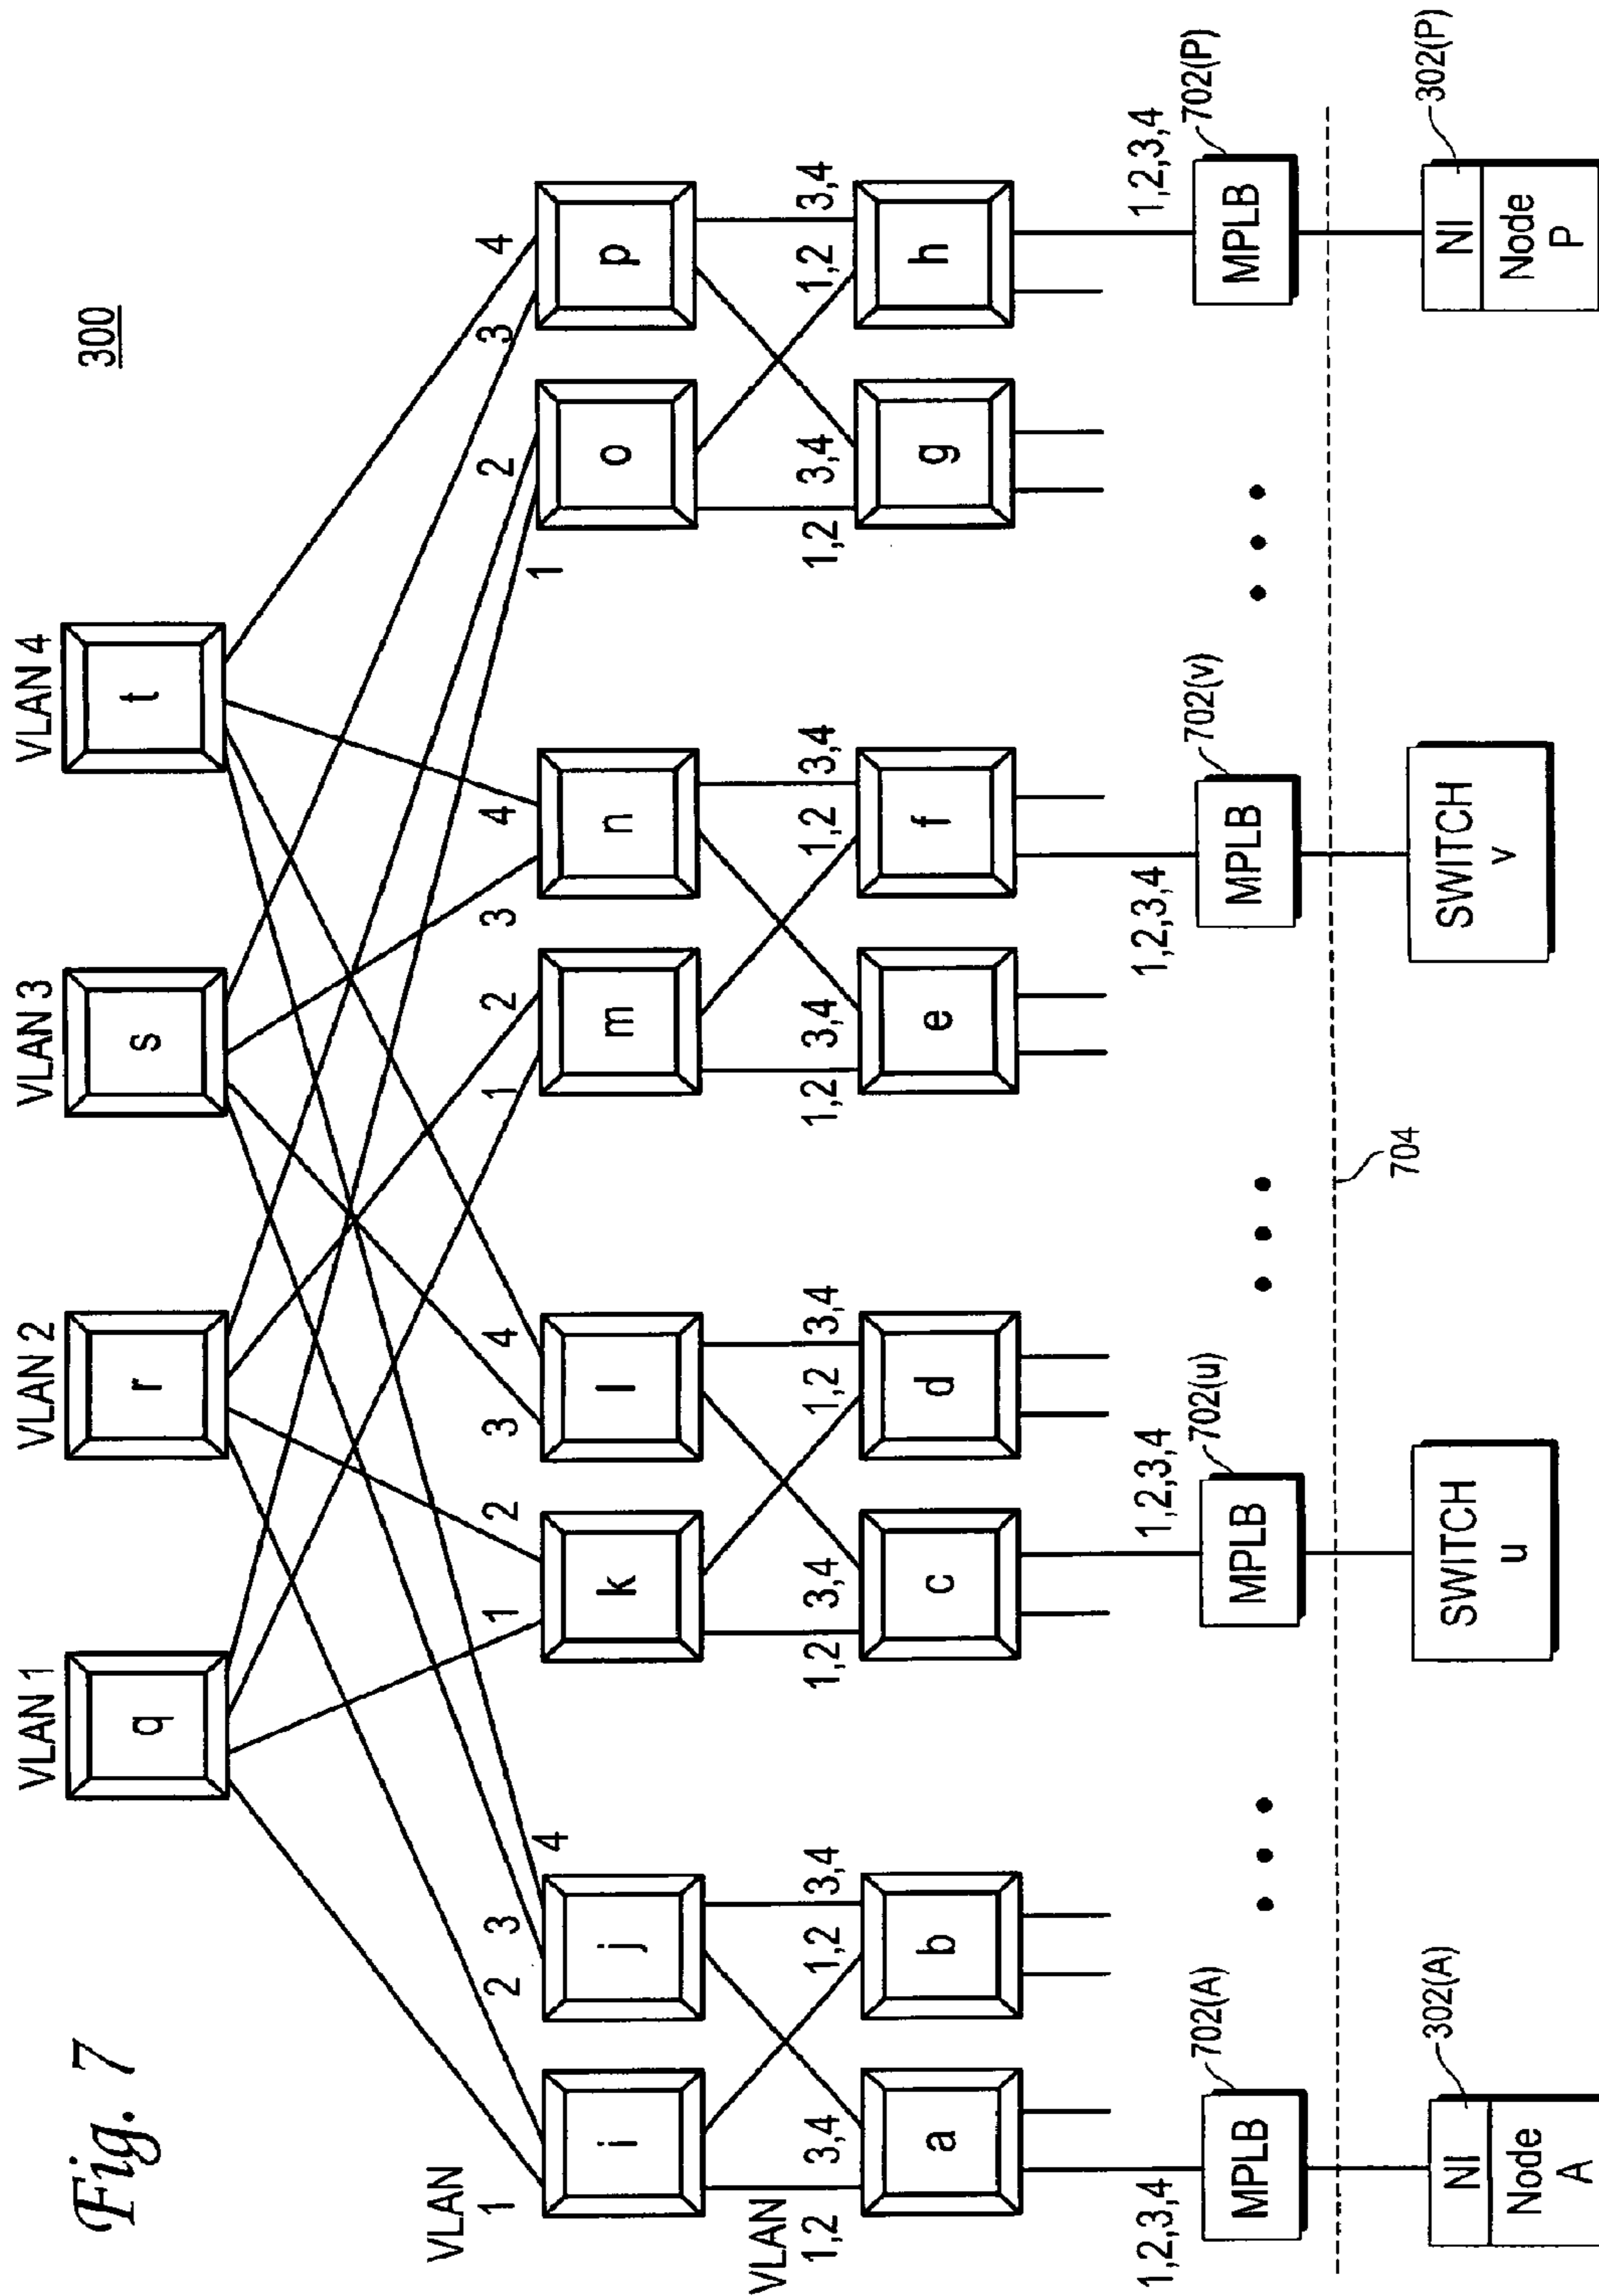 Fig. 7
300
VLAN 1
VLAN 2
VLAN 3
VLAN 4
q
r
s
t
VLAN
1
2
3
4
1
2
3
4
1
2
3
4
1
2
3
4
i
j
k
l
m
n
o
p
VLAN
1,2
3,4
1,2
3,4
1,2
3,4
1,2
3,4
1,2
3,4
1,2
3,4
1,2
3,4
1,2
3,4
a
b
c
d
e
f
g
h
1,2,3,4
1,2,3,4
1,2,3,4
1,2,3,4
702(A)
702(u)
702(v)
702(P)
MPLB
MPLB
MPLB
MPLB
704
302(A)
302(P)
NI
Node
A
SWITCH
u
SWITCH
v
NI
Node
P